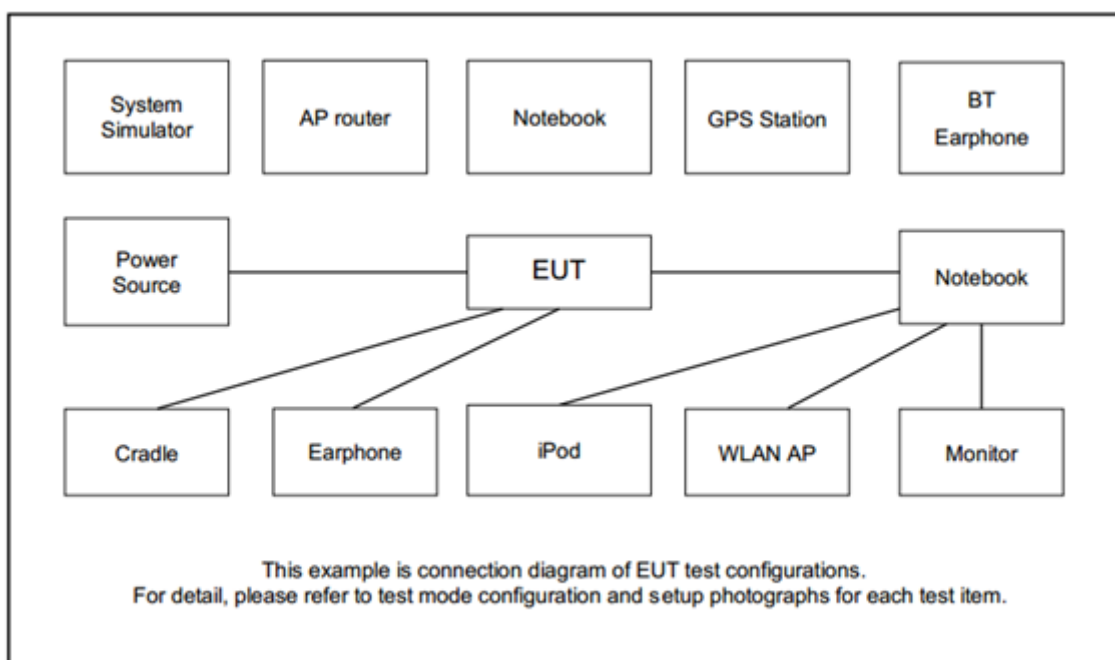 System
Simulator
AP router
Notebook
GPS Station
BT
Earphone
Power
Source
EUT
Notebook
Cradle
Earphone
iPod
WLAN AP
Monitor
This example is connection diagram of EUT test configurations.
For detail, please refer to test mode configuration and setup photographs for each test item.